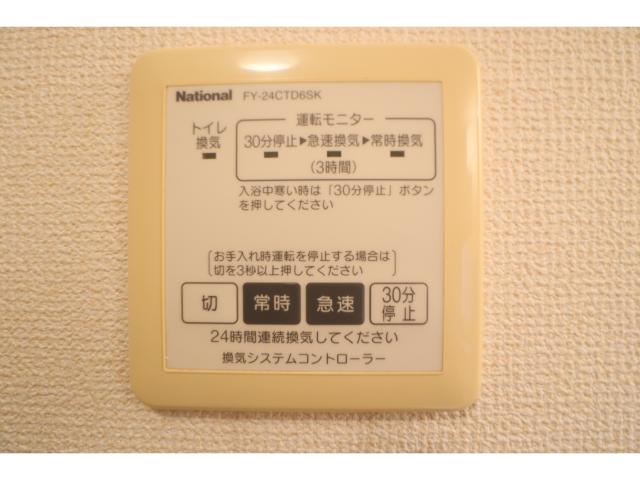 National FY-24CTD6SK
運転モニター
トイレ
換気
30分停止▶急速換気▶常時換気
(3時間)
入浴中寒い時は「30分停止」ボタン
を押してください
お手入れ時運転を停止する場合は
切を3秒以上押してください
切 常時 急速 30分
停止
24時間連続換気してください
換気システムコントローラー